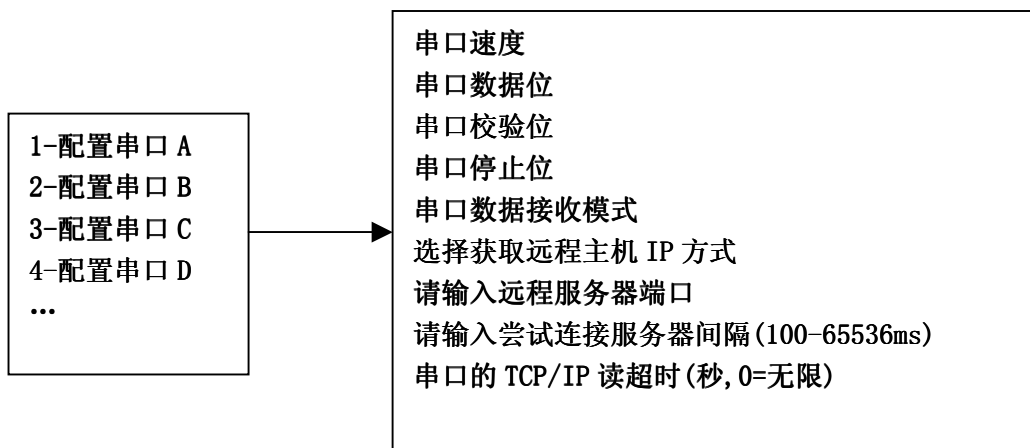 1-配置串口 A
2-配置串口 B
3-配置串口 C
4-配置串口 D
…
串口速度
串口数据位
串口校验位
串口停止位
串口数据接收模式
选择获取远程主机 IP 方式
请输入远程服务器端口
请输入尝试连接服务器间隔(100-65536ms)
串口的 TCP/IP 读超时(秒,0=无限)